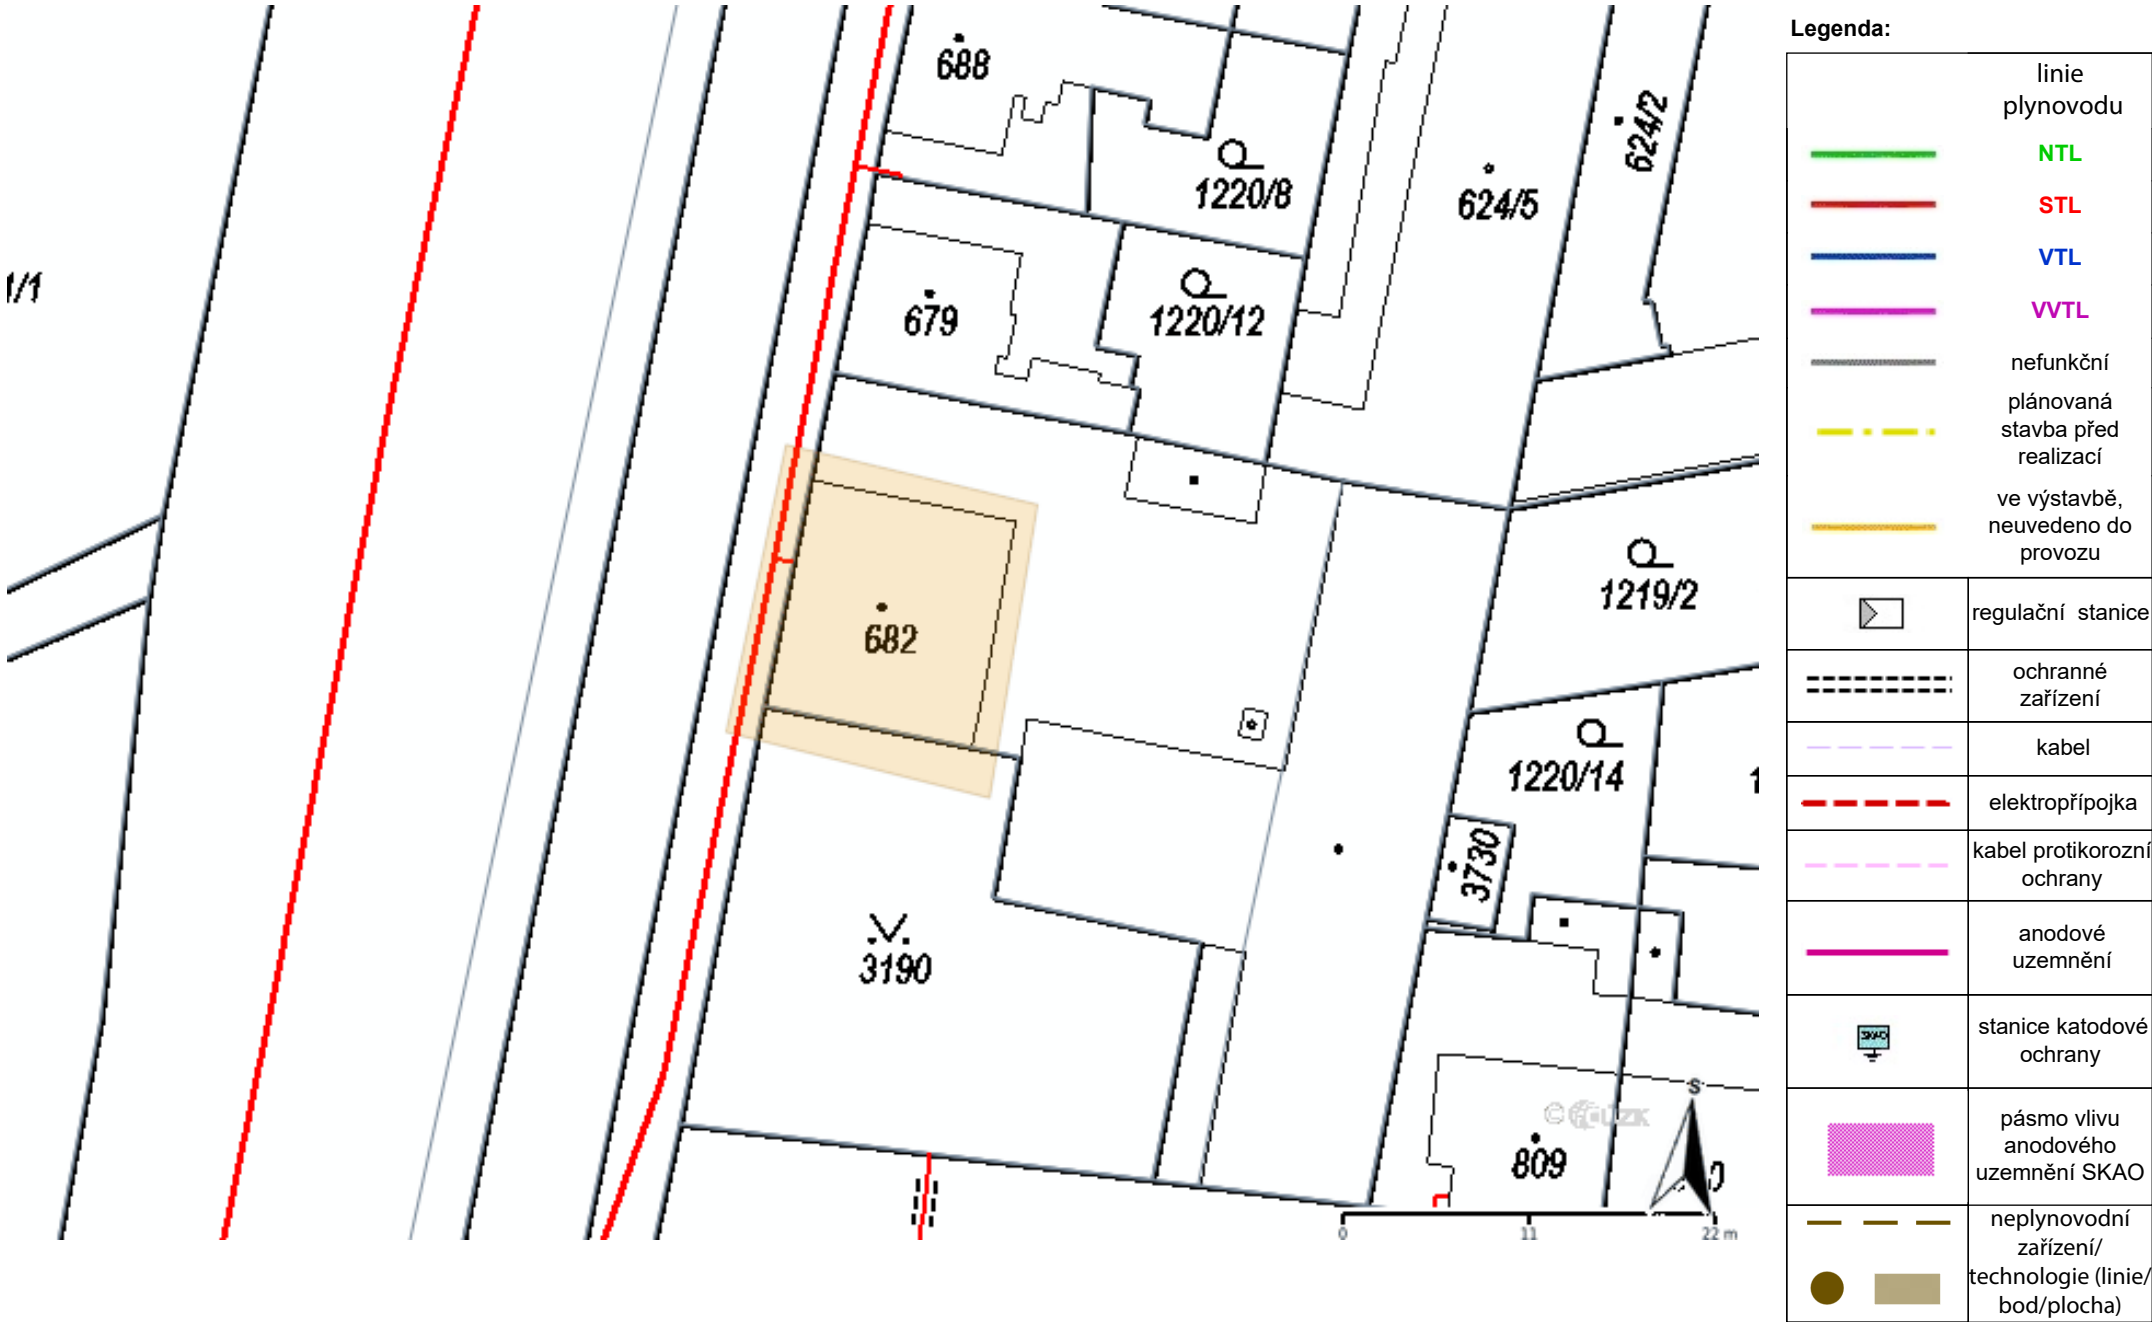 688
624/2
1220/8
624/5
1/1
679
1220/12
682
1219/2
1220/14
3730
3190
809
S
© ČÚZK
0
11
22 m
Legenda:
linie
plynovodu
NTL
STL
VTL
VVTL
nefunkční
plánovaná
stavba před
realizací
ve výstavbě,
neuvedeno do
provozu
regulační stanice
ochranné
zařízení
kabel
elektropřípojka
kabel protikorozní
ochrany
anodové
uzemnění
SKAO
stanice katodové
ochrany
pásmo vlivu
anodového
uzemnění SKAO
neplynovodní
zařízení/
technologie (linie/
bod/plocha)